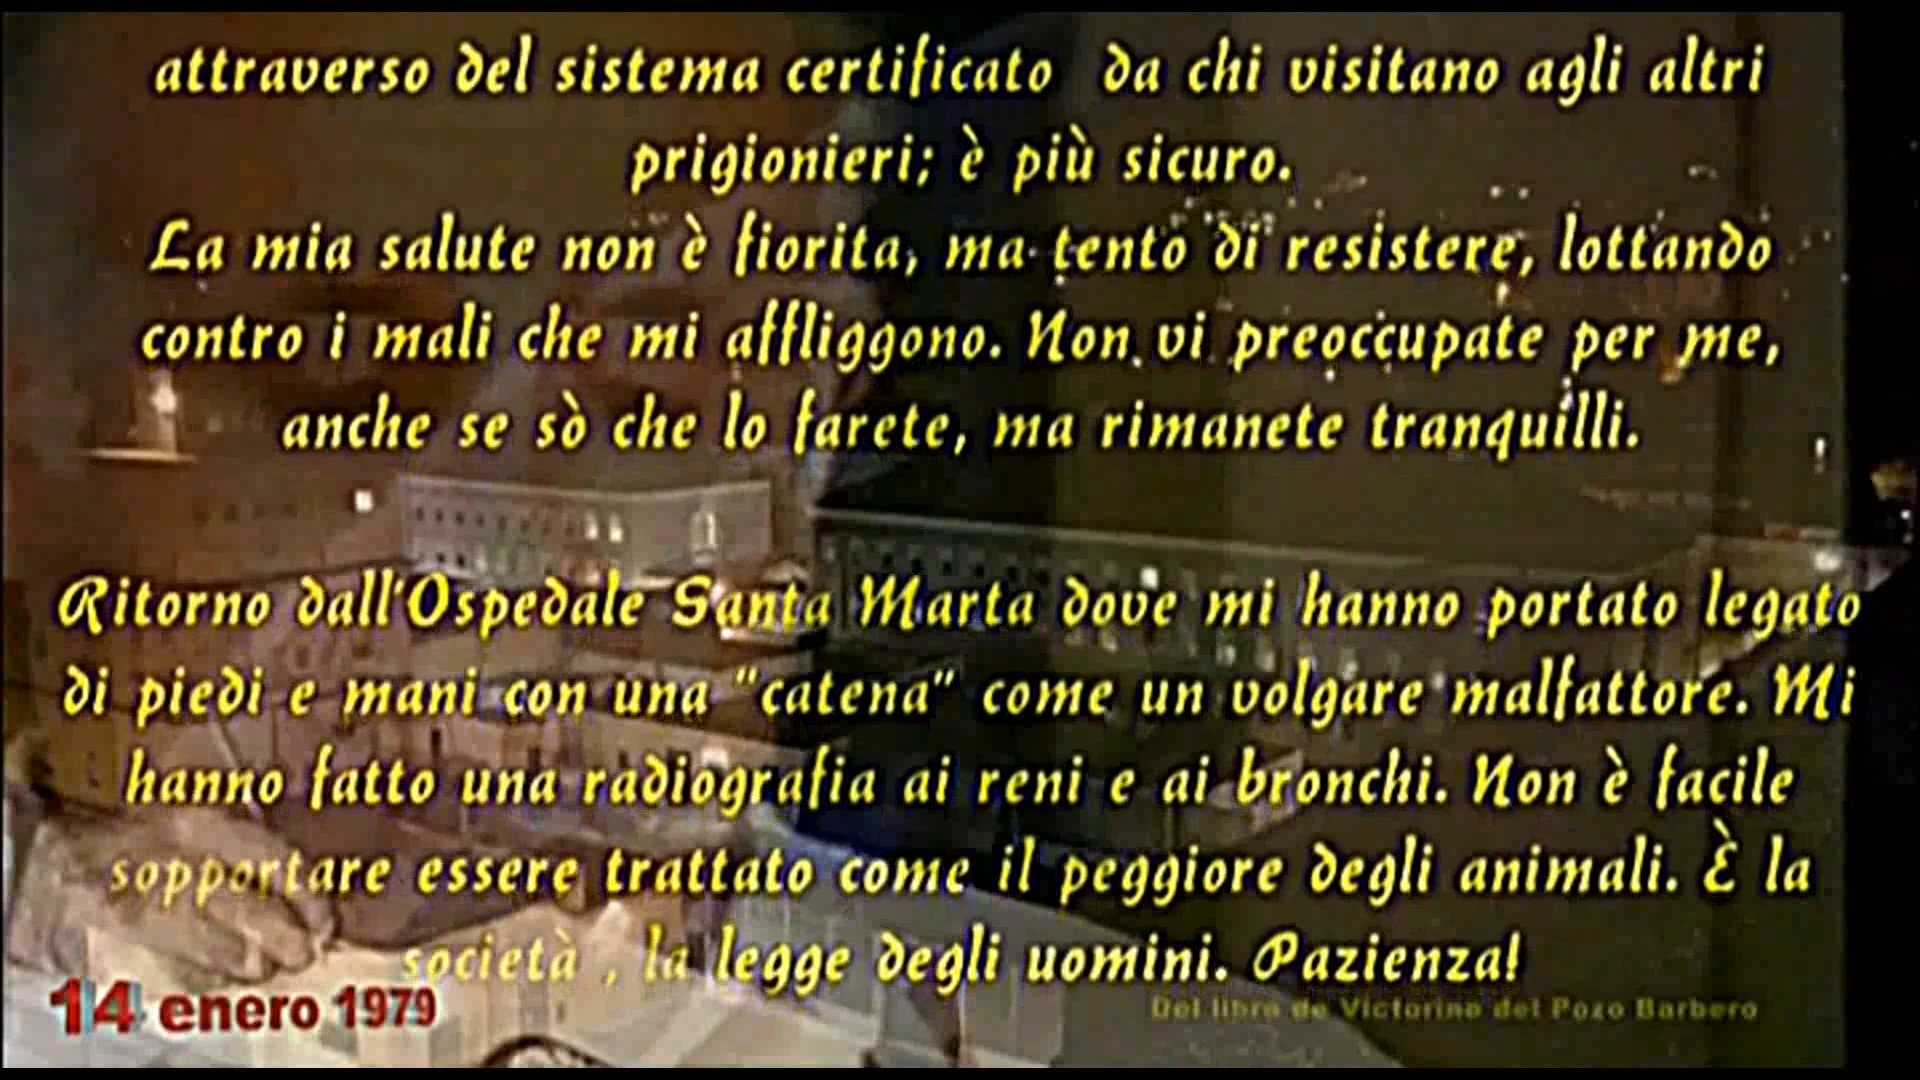 attraverso del sistema certificato da chi visitano agli altri
prigionieri; è più sicuro.
La mia salute non è fiorita, ma tento di resistere, lottando
contro i mali che mi affliggono. Non vi preoccupate per me,
anche se sò che lo farete, ma rimanete tranquilli.
Ritorno dall'Ospedale Santa Marta dove mi hanno portato legato
di piedi e mani con una "catena" come un volgare malfattore. Mi
hanno fatto una radiografia ai reni e ai bronchi. Non è facile
sopportare essere trattato come il peggiore degli animali. È la
società , la legge degli uomini. Pazienza!
14 enero 1979
Del libro de Victorino del Pozo Barbero